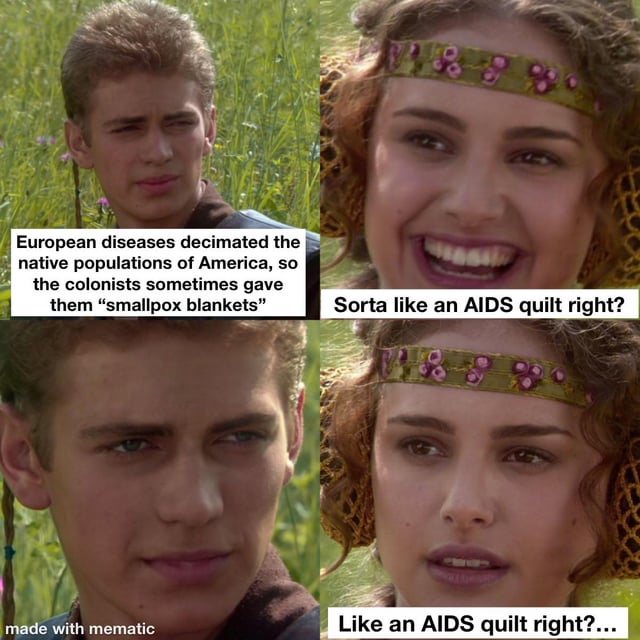 European diseases decimated the
native populations of America, so
the colonists sometimes gave
them “smallpox blankets”
Sorta like an AIDS quilt right?
made with mematic
Like an AIDS quilt right?...